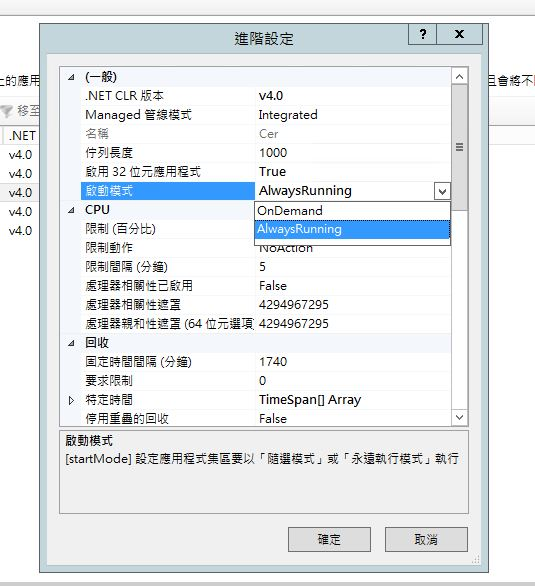 進階設定
? x
上的應用
且會將不
移至
.NET
v4.0
v4.0
v4.0
v4.0
v4.0
(一般)
.NET CLR 版本 v4.0
Managed 管線模式 Integrated
名稱 Cer
佇列長度 1000
啟用 32 位元應用程式 True
啟動模式 AlwaysRunning
OnDemand
AlwaysRunning
CPU
限制 (百分比)
限制動作 NoAction
限制間隔 (分鐘) 5
處理器相關性已啟用 False
處理器相關性遮罩 4294967295
處理器親和性遮罩 (64 位元選項) 4294967295
回收
固定時間間隔 (分鐘) 1740
要求限制 0
特定時間 TimeSpan[] Array
停用重疊的回收 False
啟動模式
[startMode] 設定應用程式集區要以「隨選模式」或「永遠執行模式」執行
確定
取消